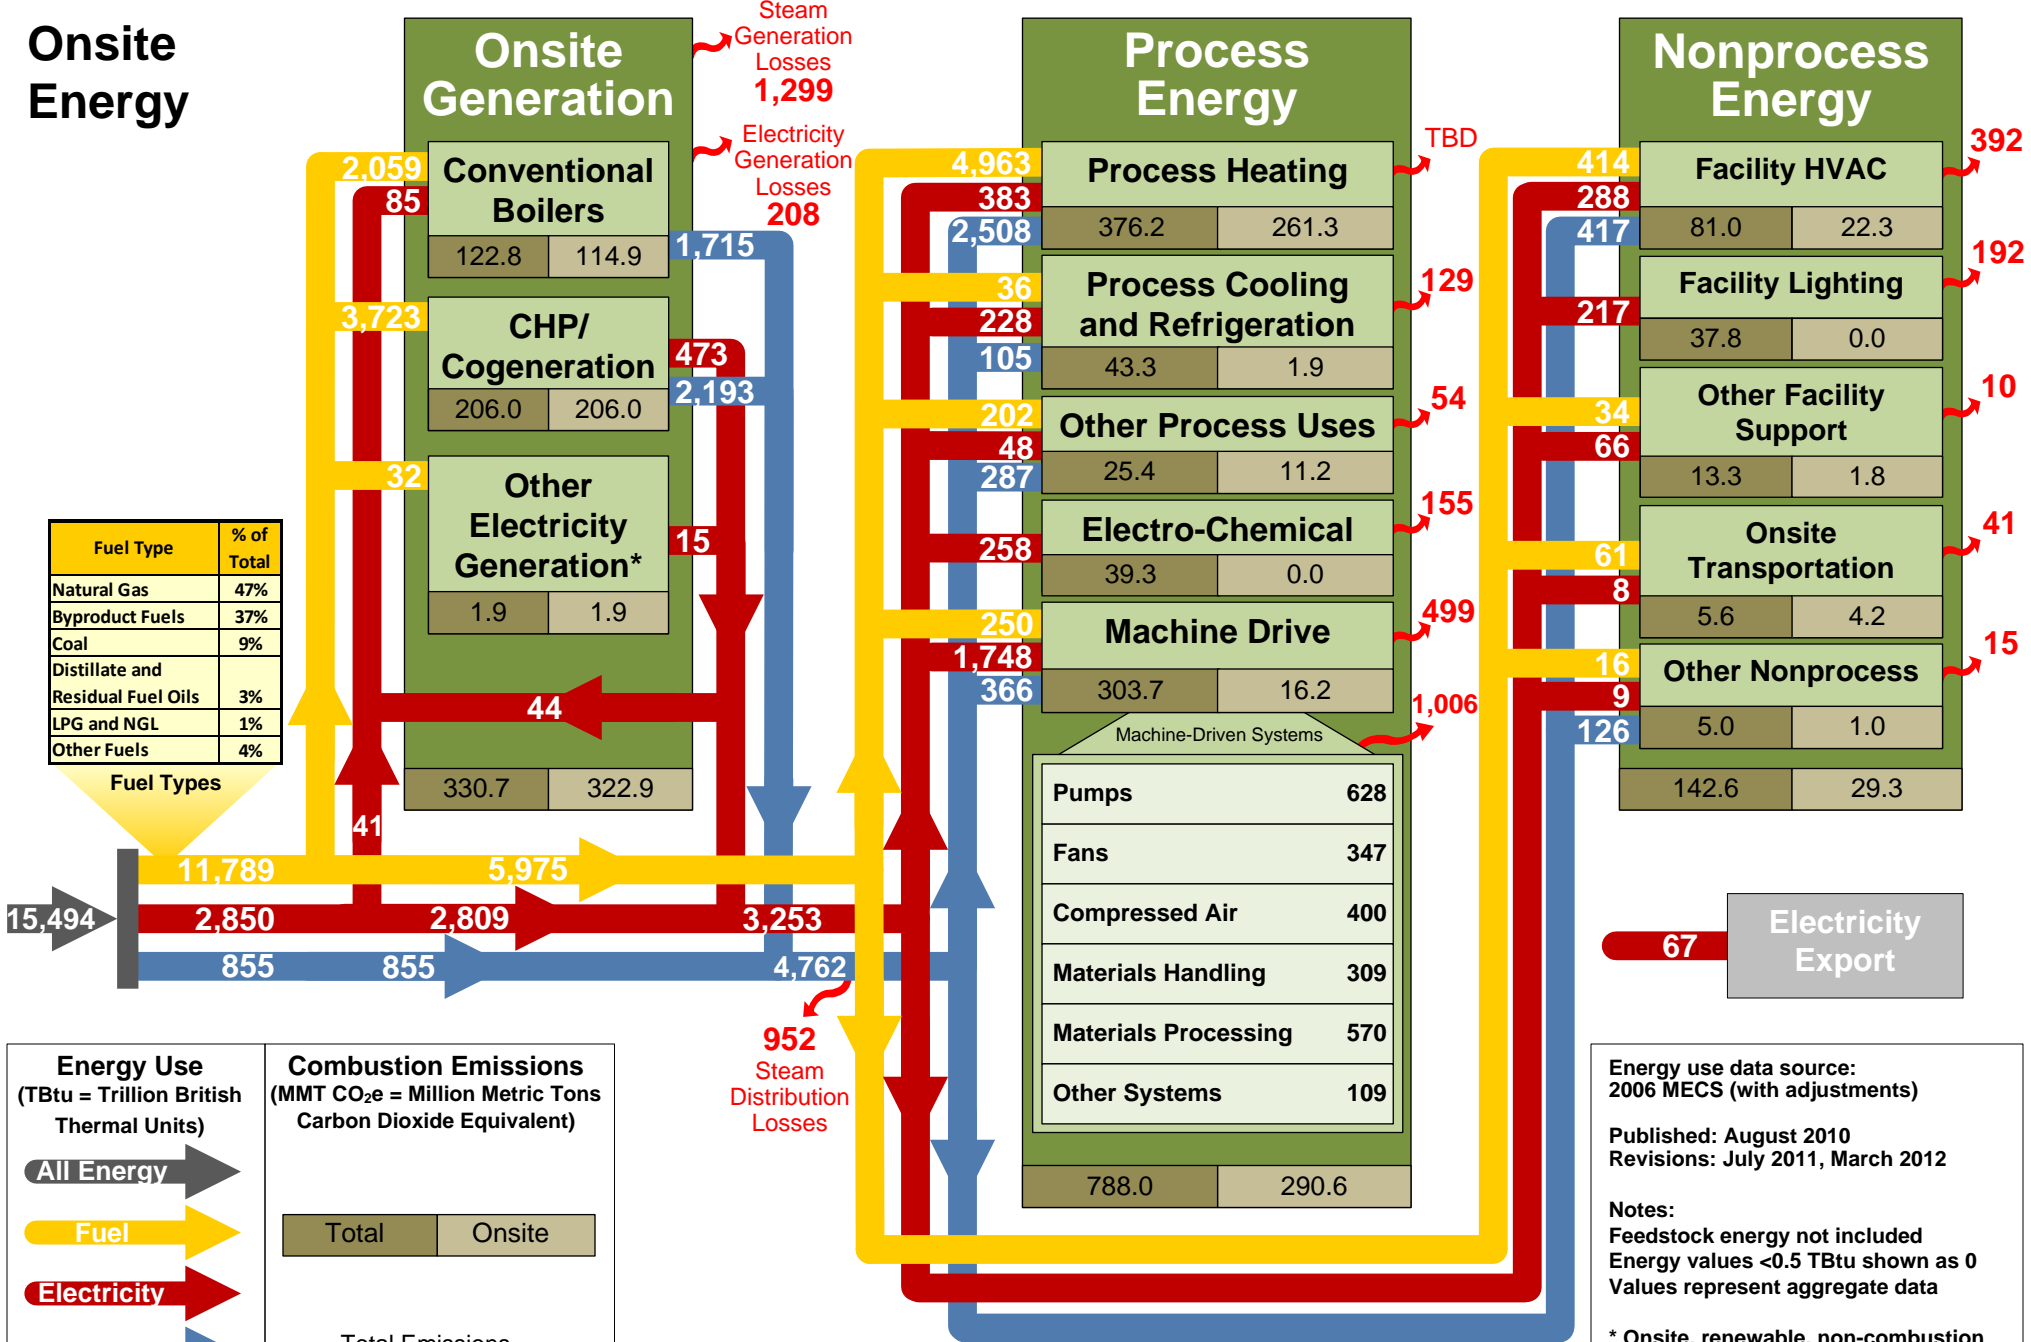 Onsite
Energy
Onsite
Generation
Steam
Generation
Losses
1,299
Electricity
Generation
Losses
208
2,059
85
Conventional
Boilers
122.8 114.9
1,715
3,723
CHP/
Cogeneration
206.0 206.0
473
2,193
32
Other
Electricity
Generation*
1.9 1.9
15
44
330.7 322.9
Fuel Type % of
Total
Natural Gas 47%
Byproduct Fuels 37%
Coal 9%
Distillate and
Residual Fuel Oils 3%
LPG and NGL 1%
Other Fuels 4%
Fuel Types
41
11,789 5,975
15,494
2,850 2,809 3,253
855 855 4,762
952
Steam
Distribution
Losses
Process
Energy
4,963
383
2,508
Process Heating
376.2 261.3
TBD
36
228
105
Process Cooling
and Refrigeration
43.3 1.9
129
202
48
287
Other Process Uses
25.4 11.2
54
258
Electro-Chemical
39.3 0.0
155
250
1,748
366
Machine Drive
303.7 16.2
499
Machine-Driven Systems
1,006
Pumps 628
Fans 347
Compressed Air 400
Materials Handling 309
Materials Processing 570
Other Systems 109
788.0 290.6
Nonprocess
Energy
414
288
417
Facility HVAC
81.0 22.3
392
217
Facility Lighting
37.8 0.0
192
34
66
Other Facility
Support
13.3 1.8
10
61
8
Onsite
Transportation
5.6 4.2
41
16
9
126
Other Nonprocess
5.0 1.0
15
142.6 29.3
67
Electricity
Export
Energy Use
(TBtu = Trillion British
Thermal Units)
All Energy
Fuel
Electricity
Combustion Emissions
(MMT CO₂e = Million Metric Tons
Carbon Dioxide Equivalent)
Total Onsite
Total Emissions
Energy use data source:
2006 MECS (with adjustments)
Published: August 2010
Revisions: July 2011, March 2012
Notes:
Feedstock energy not included
Energy values <0.5 TBtu shown as 0
Values represent aggregate data
* Onsite, renewable, non-combustion